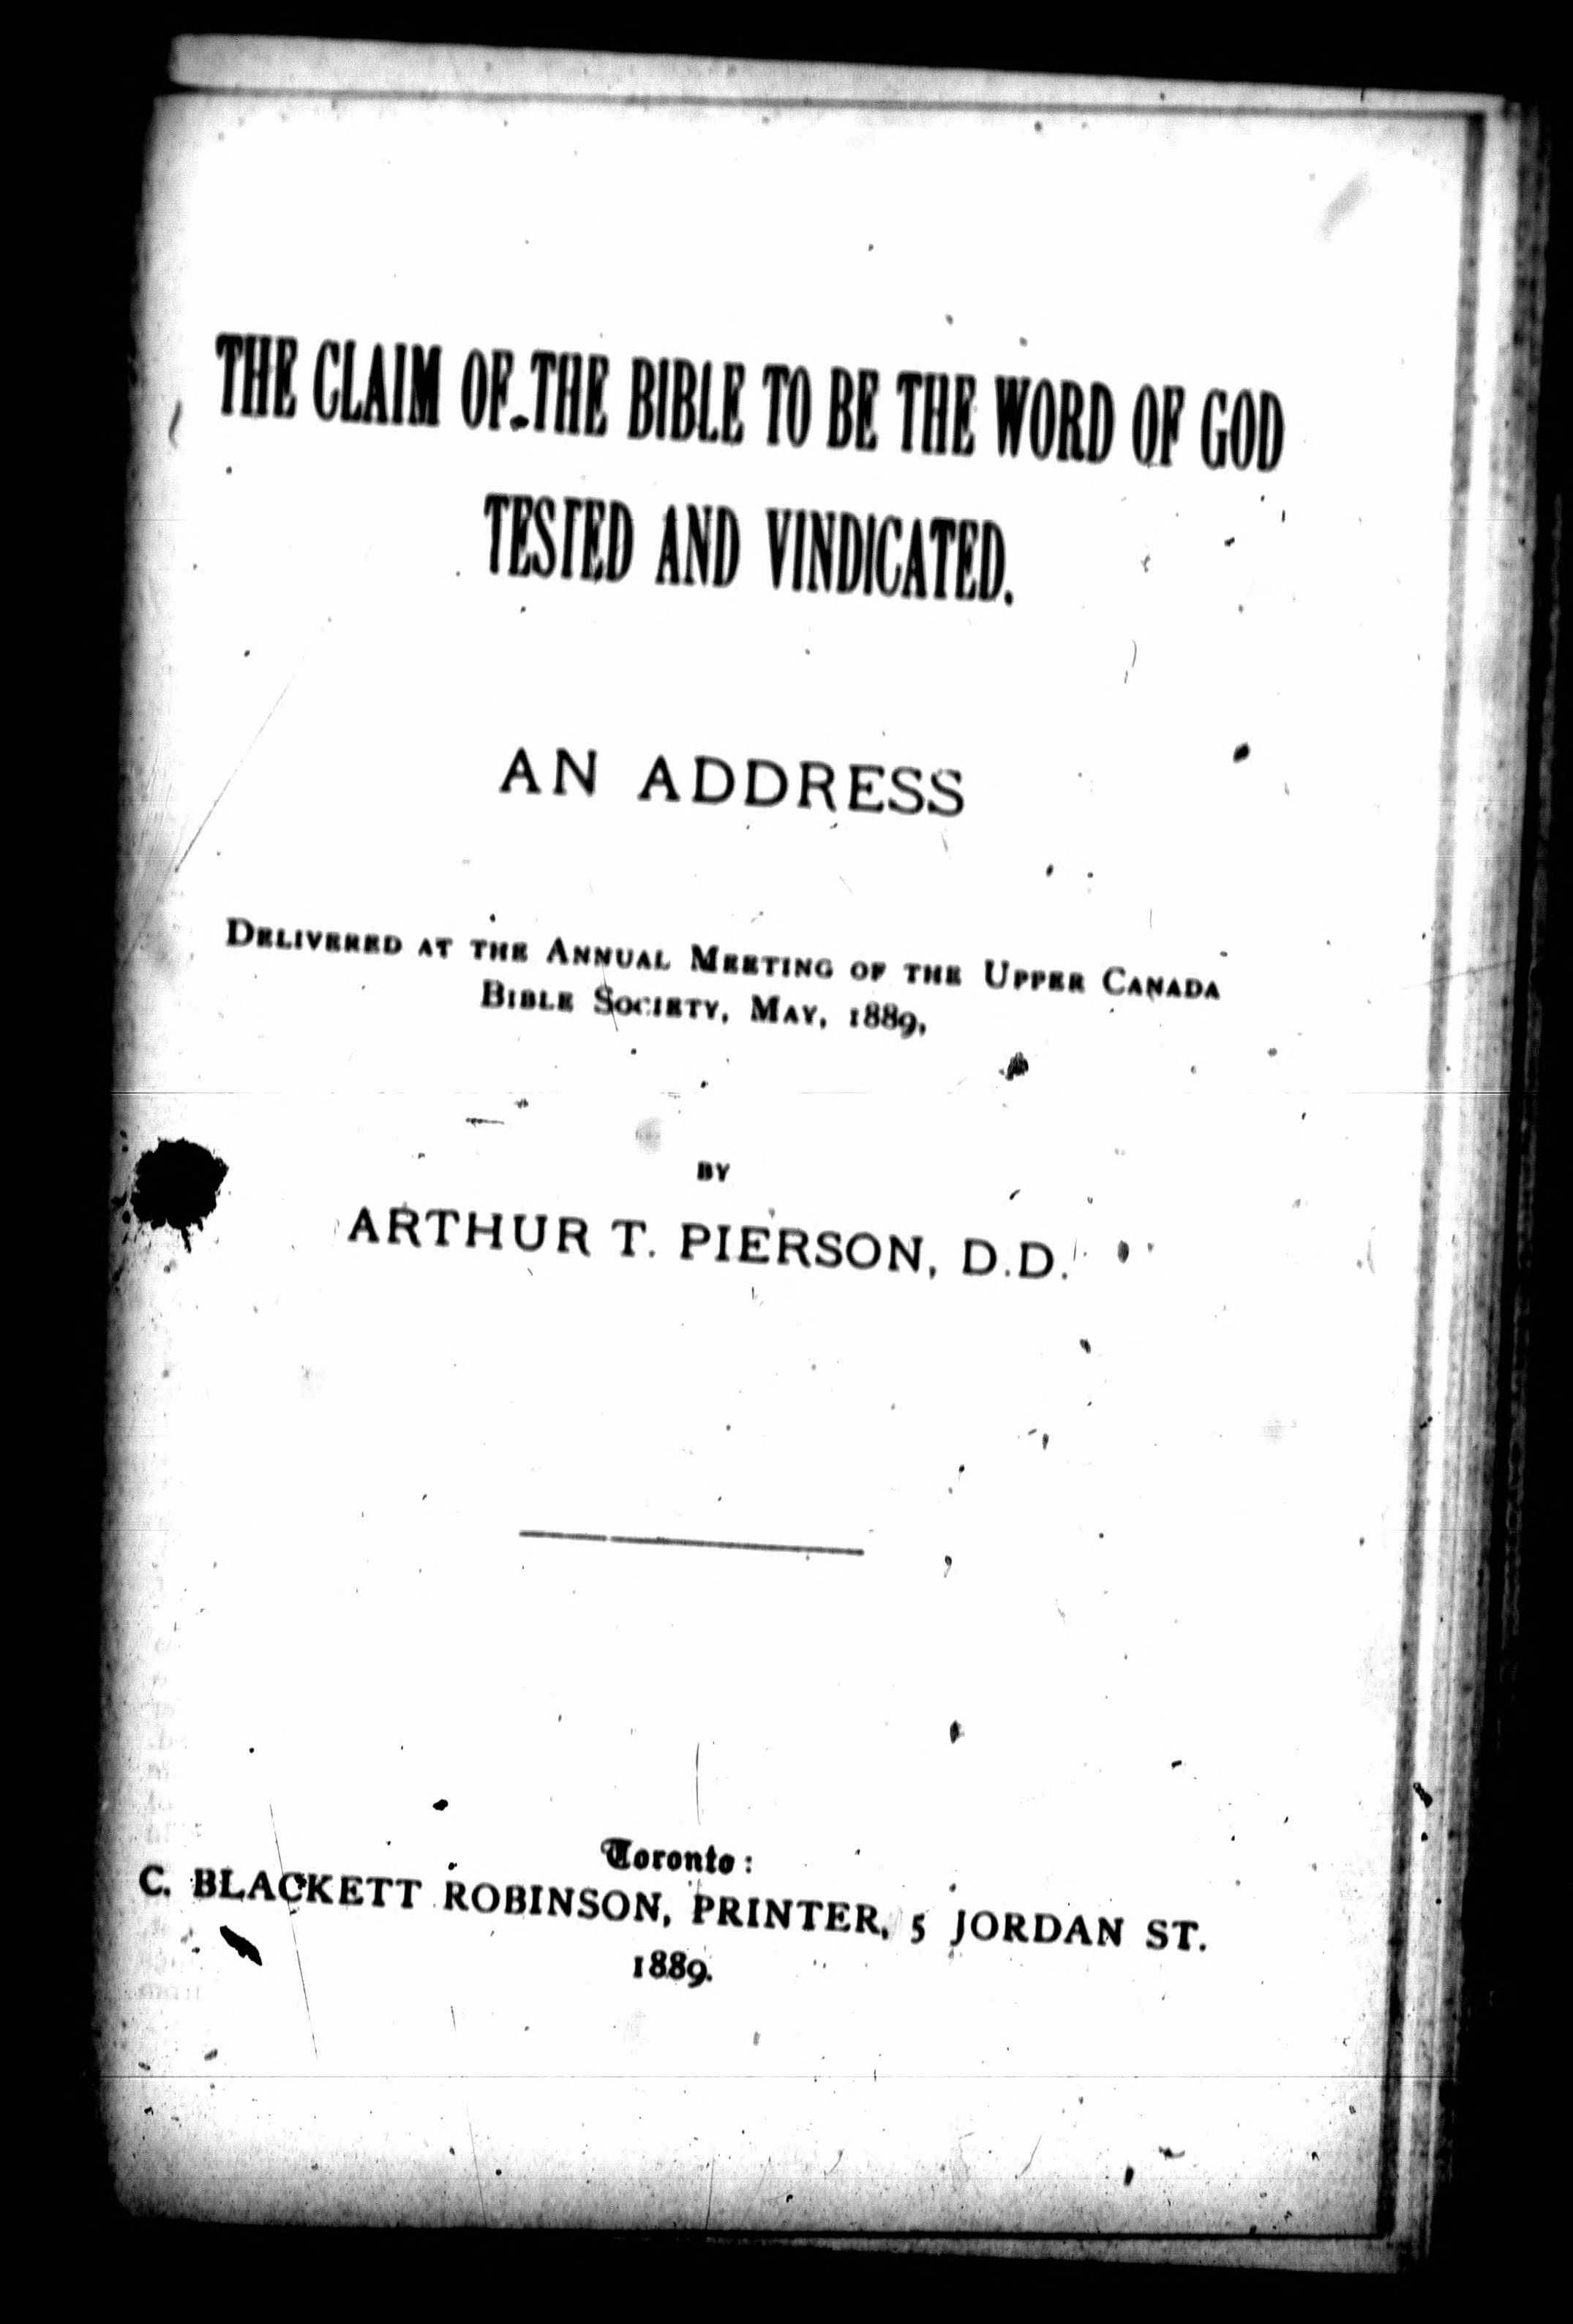 THE CLAIM OF THE BIBLE TO BE THE WORD OF GOD
TESTED AND VINDICATED.
AN ADDRESS
DELIVERED AT THE ANNUAL MEETING OF THE UPPER CANADA
BIBLE SOCIETY, MAY, 1889,
BY
ARTHUR T. PIERSON, D.D.
Toronto:
C. BLACKETT ROBINSON, PRINTER, 5 JORDAN ST.
1889.